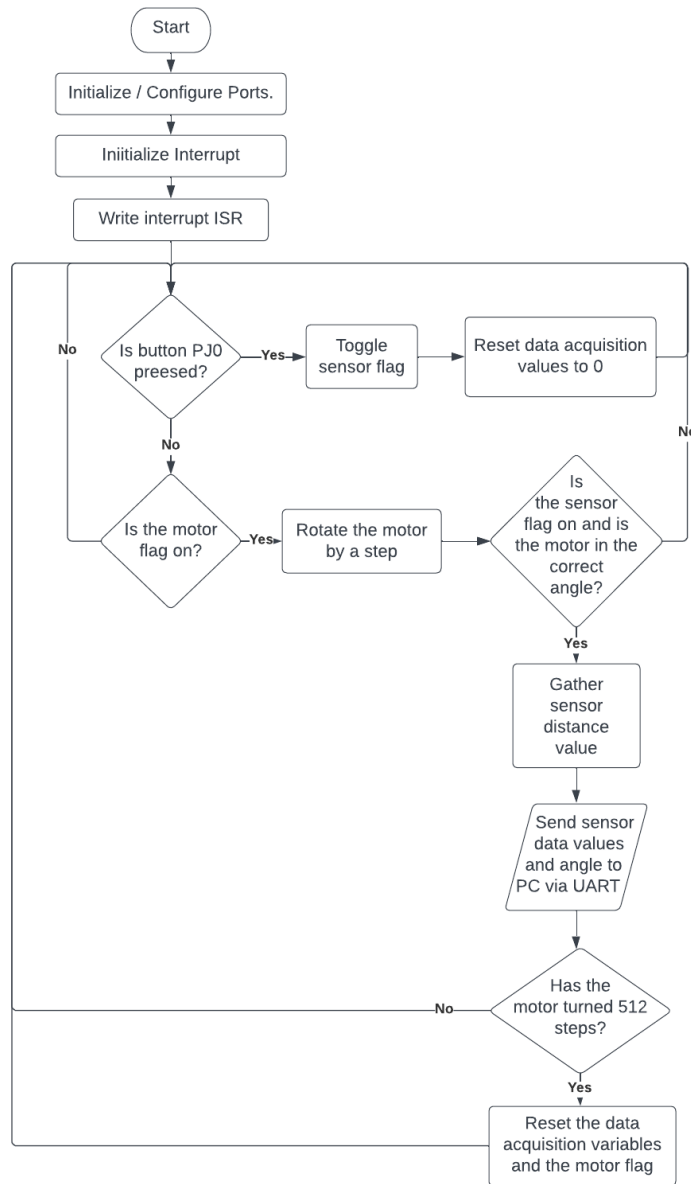 Start
Initialize / Configure Ports.
Iniitialize Interrupt
Write interrupt ISR
No
Is button PJ0
preesed?
Yes
Toggle
sensor flag
Reset data acquisition
values to 0
No
Is the motor
flag on?
Yes
Rotate the motor
by a step
Is
the sensor
flag on and is
the motor in the
correct
angle?
Yes
Gather
sensor
distance
value
Send sensor
data values
and angle to
PC via UART
Has the
motor turned 512
steps?
No
Yes
Reset the data
acquisition variables
and the motor flag